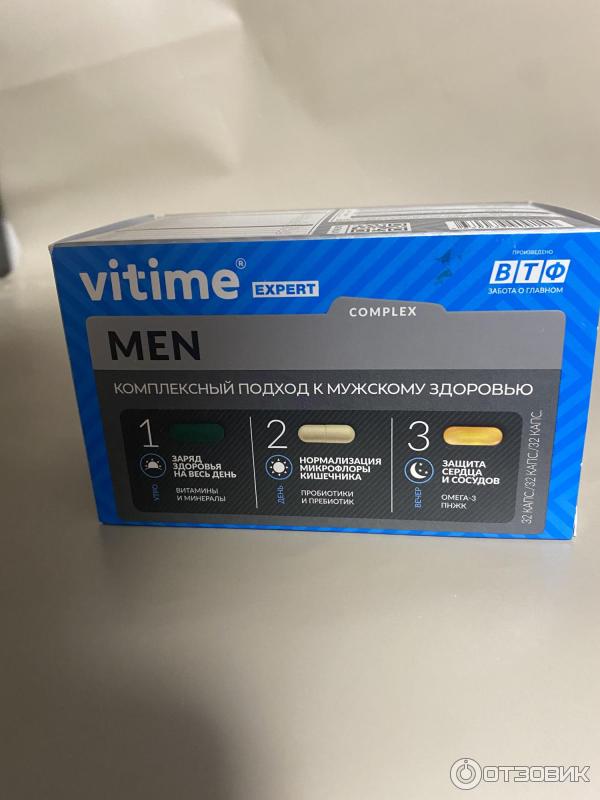 vitime®
EXPERT
ПРОИЗВЕДЕНО
ВТФ
ЗАБОТА О ГЛАВНОМ
COMPLEX
MEN
КОМПЛЕКСНЫЙ ПОДХОД К МУЖСКОМУ ЗДОРОВЬЮ
1
ЗАРЯД
ЗДОРОВЬЯ
НА ВЕСЬ ДЕНЬ
УТРО
ВИТАМИНЫ
И МИНЕРАЛЫ
2
НОРМАЛИЗАЦИЯ
МИКРОФЛОРЫ
КИШЕЧНИКА
ДЕНЬ
ПРОБИОТИКИ
И ПРЕБИОТИК
3
ЗАЩИТА
СЕРДЦА
И СОСУДОВ
ВЕЧЕР
ОМЕГА-3
ПНЖК
32 КАПС./32 КАПС./32 КАПС.
ОТЗОВИК